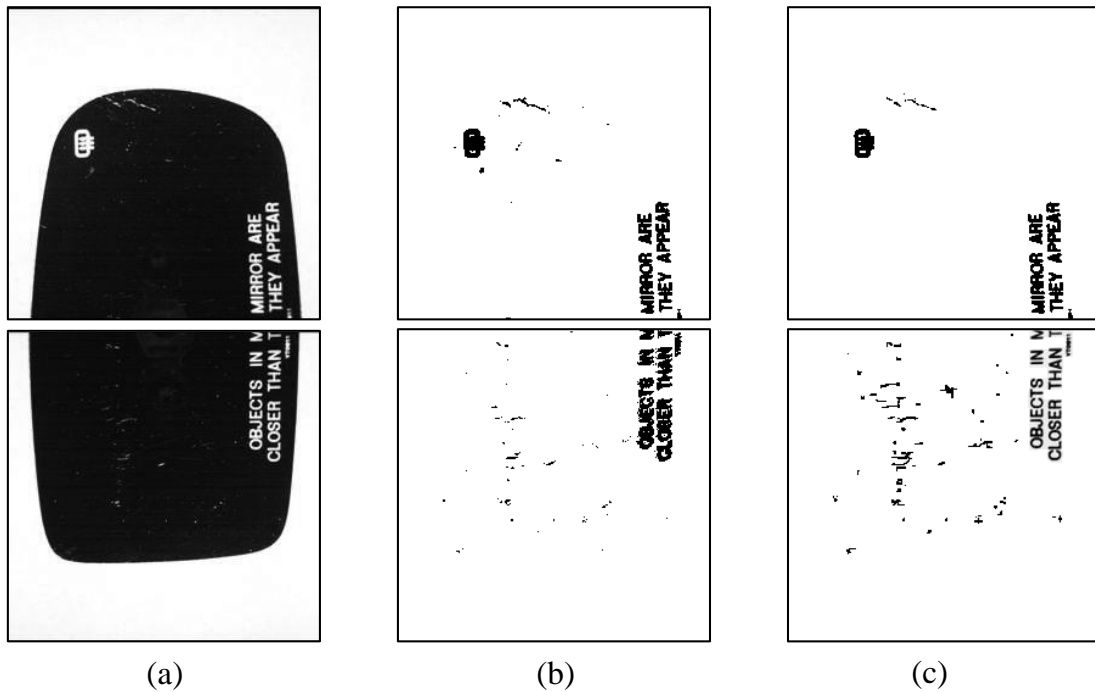 MIRROR ARE
THEY APPEAR
MIRROR ARE
THEY APPEAR
MIRROR ARE
THEY APPEAR
OBJECTS IN M
CLOSER THAN T
OBJECTS IN M
CLOSER THAN T
OBJECTS IN M
CLOSER THAN T
(a)
(b)
(c)